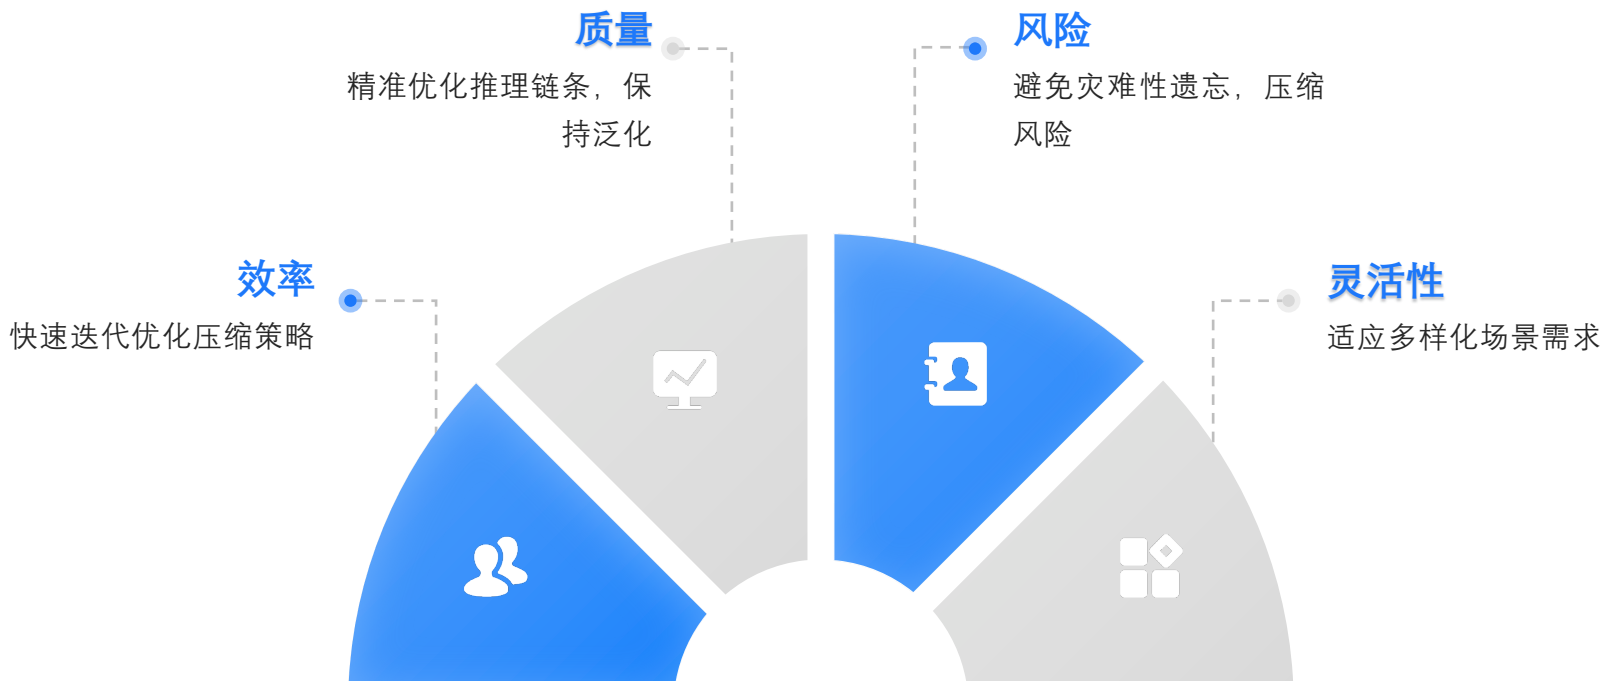 质量
精准优化推理链条，保
持泛化
风险
避免灾难性遗忘，压缩
风险
效率
快速迭代优化压缩策略
灵活性
适应多样化场景需求